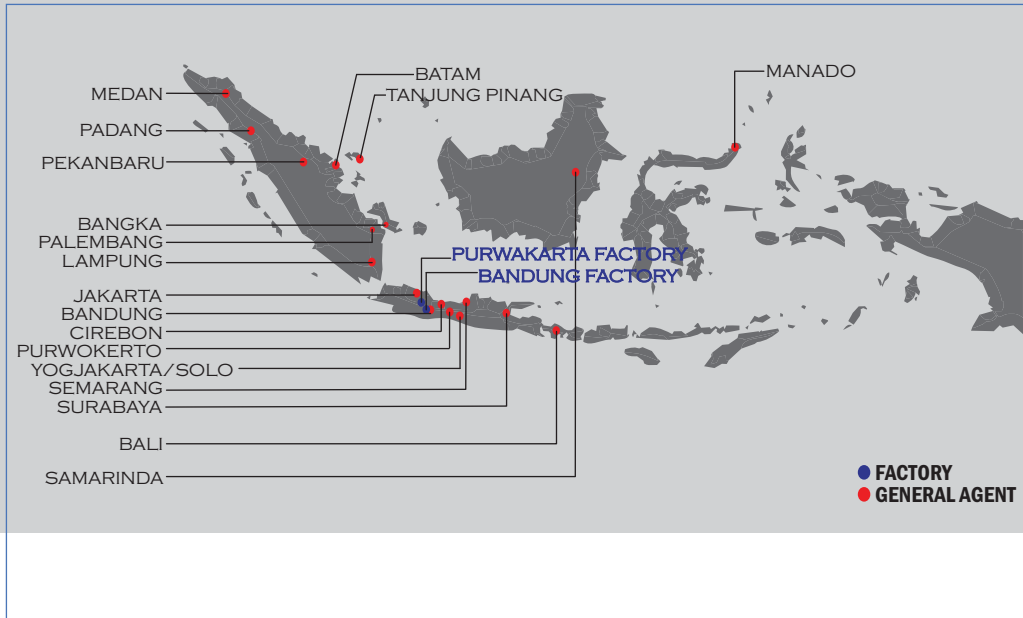 BATAM
TANJUNG PINANG
MANADO
MEDAN
PADANG
PEKANBARU
BANGKA
PALEMBANG
LAMPUNG
PURWAKARTA FACTORY
BANDUNG FACTORY
JAKARTA
BANDUNG
CIREBON
PURWOKERTO
YOGJAKARTA/SOLO
SEMARANG
SURABAYA
BALI
SAMARINDA
FACTORY
GENERAL AGENT